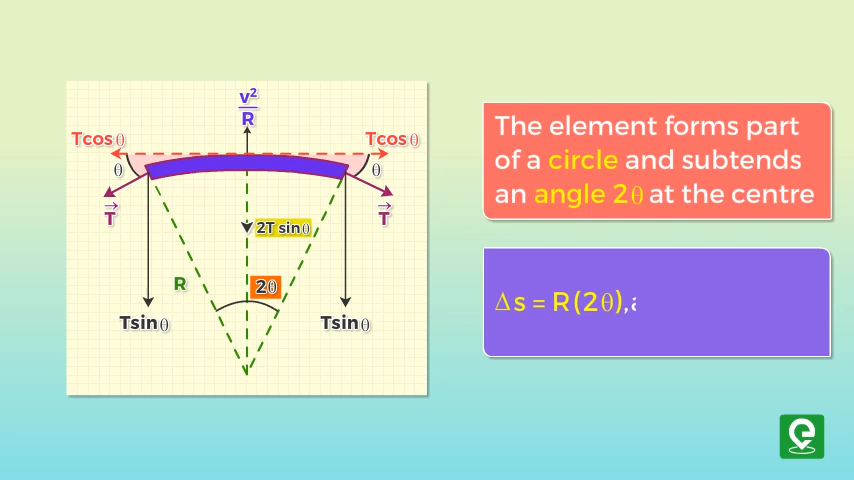 v²
R
Tcosθ
Tcosθ
θ
θ
T
T
2T sinθ
R
2θ
Tsinθ
Tsinθ
The element forms part
of a circle and subtends
an angle 2θ at the centre
Δs = R(2θ),